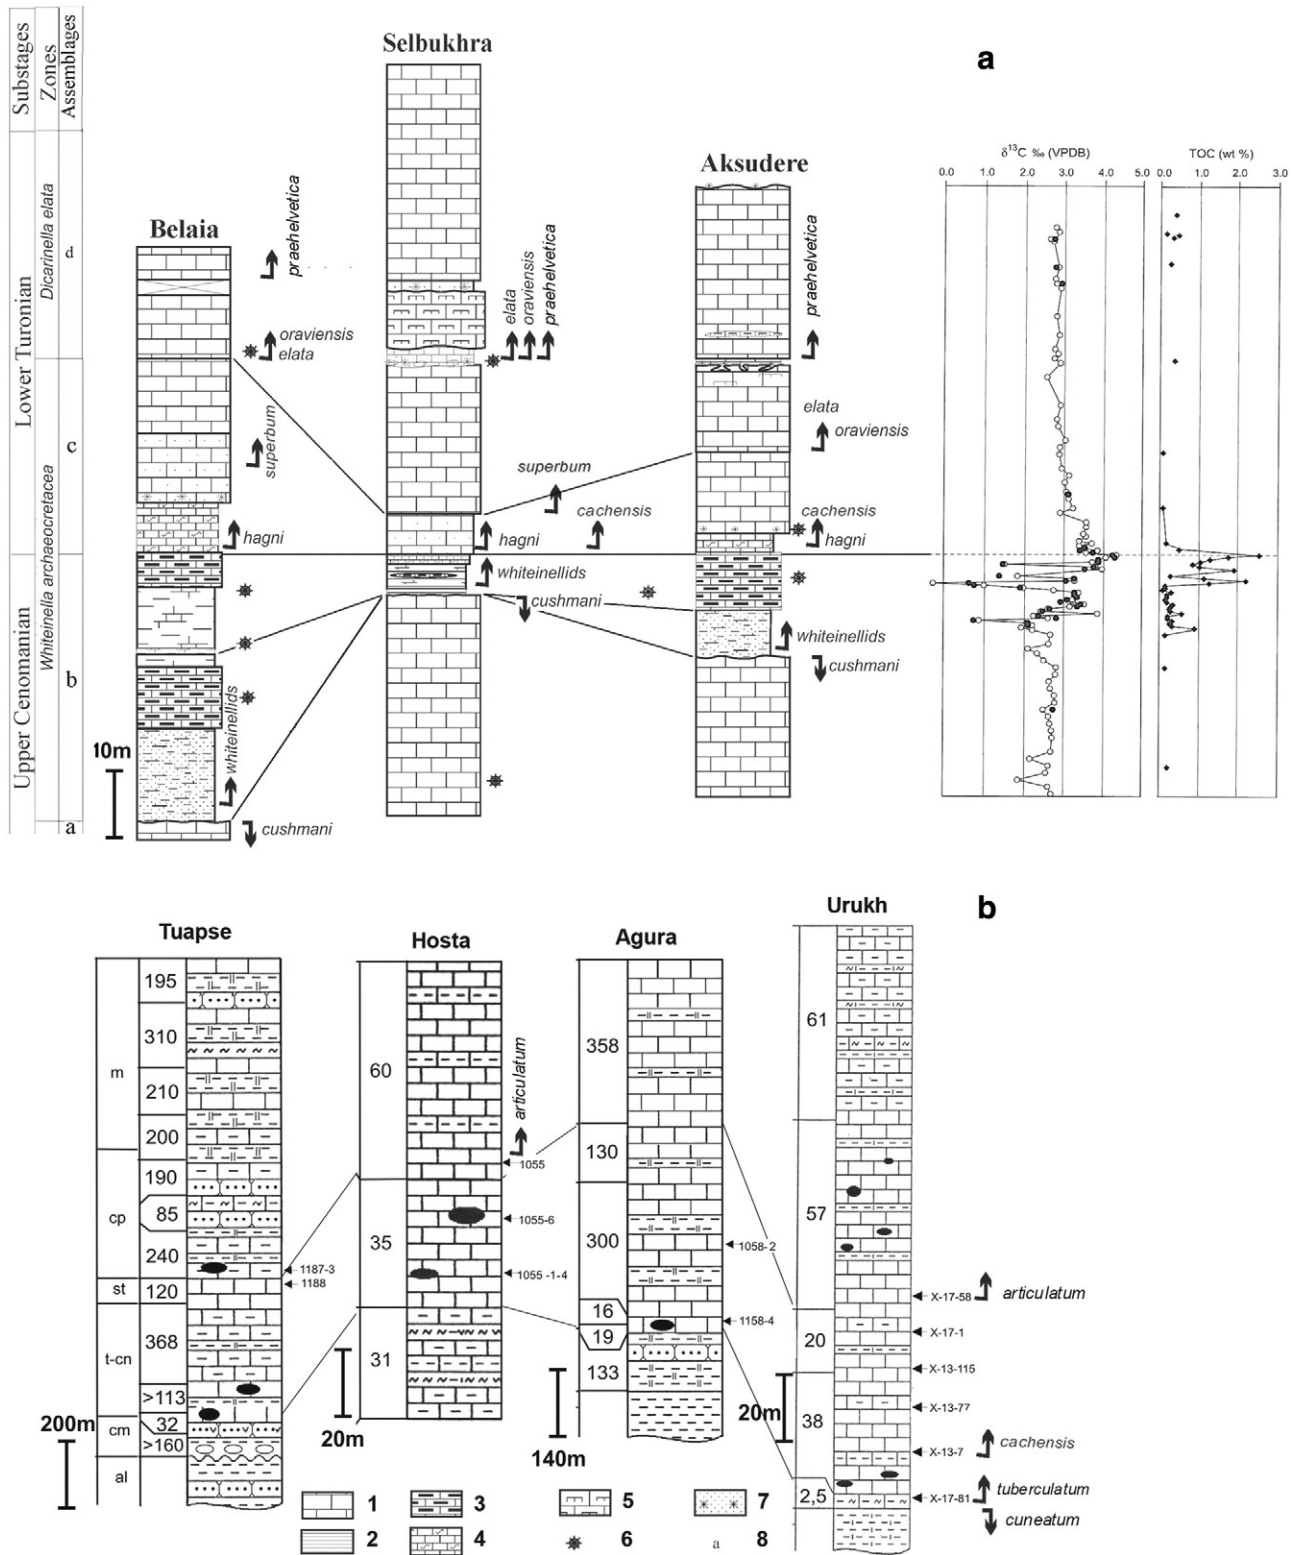 Substages
Zones
Assemblages
Selbukhra
a
δ13C ‰ (VPDB)
TOC (wt %)
0.0 1.0 2.0 3.0 4.0 5.0
0.0 1.0 2.0 3.0
Aksudere
Belaia
Lower Turonian
Upper Cenomanian
Dicarinella elata
Whiteinella archaeocretacea
d
c
b
a
praehelvetica
oraviensis
elata
superbum
hagni
whiteinellids
cushmani
10m
elata
oraviensis
praehelvetica
superbum
cachensis
hagni
whiteinellids
cushmani
praehelvetica
elata
oraviensis
cachensis
hagni
whiteinellids
cushmani
b
Tuapse
Hosta
Agura
Urukh
m
cp
st
t-cn
cm
al
195
310
210
200
190
85
240
120
368
>113
32
>160
1187-3
1188
200m
60
35
31
articulatum
1055
1055-6
1055 -1-4
20m
358
130
300
16
19
133
1058-2
1158-4
140m
61
57
20
38
2,5
X-17-58
articulatum
X-17-1
X-13-115
X-13-77
X-13-7
cachensis
tuberculatum
X-17-81
cuneatum
20m
1
2
3
4
5
6
7
a
8